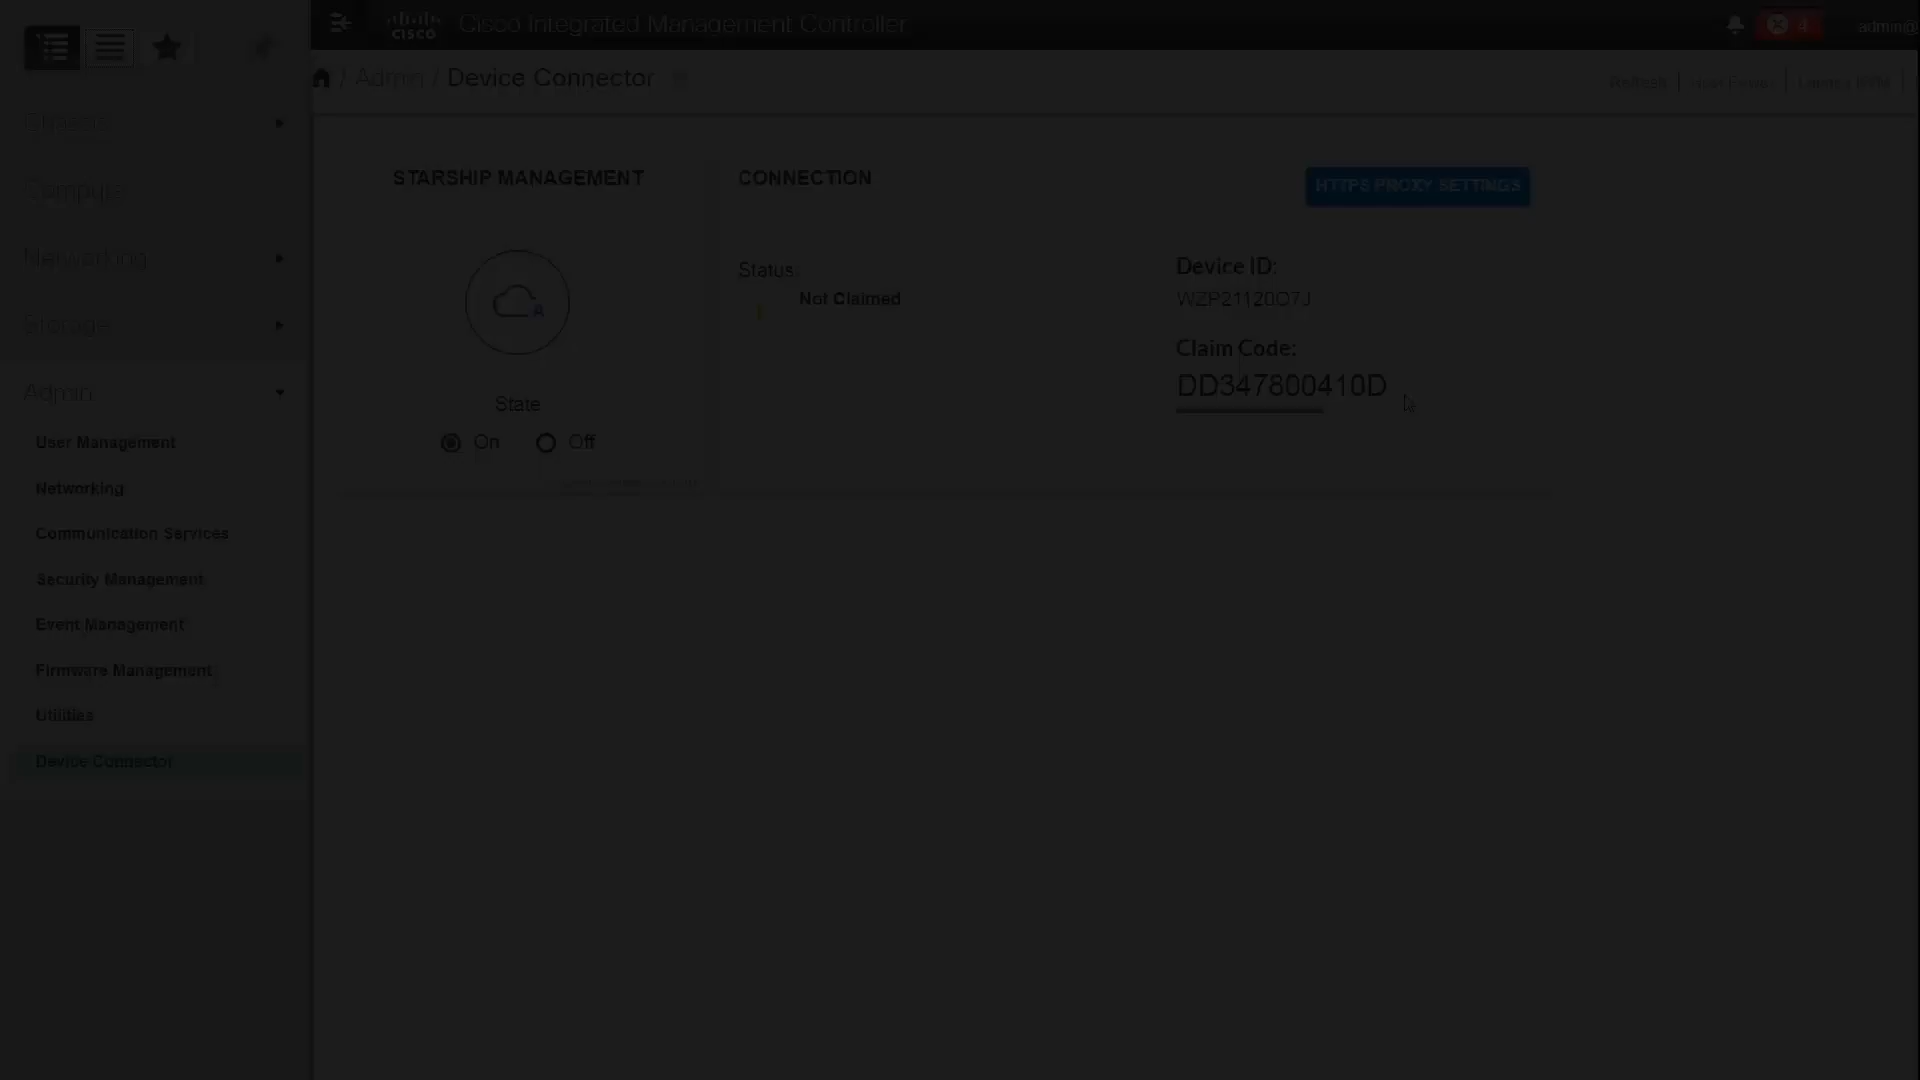 cisco Cisco Integrated Management Controller
4 admin@
/ Admin / Device Connector
Refresh | Host Power | Launch KVM |
Chassis
Compute
Networking
Storage
Admin
User Management
Networking
Communication Services
Security Management
Event Management
Firmware Management
Utilities
Device Connector
STARSHIP MANAGEMENT
State
On Off
CONNECTION
HTTPS PROXY SETTINGS
Status:
Not Claimed
Device ID:
WZP21120Q7J
Claim Code:
DD347800410D